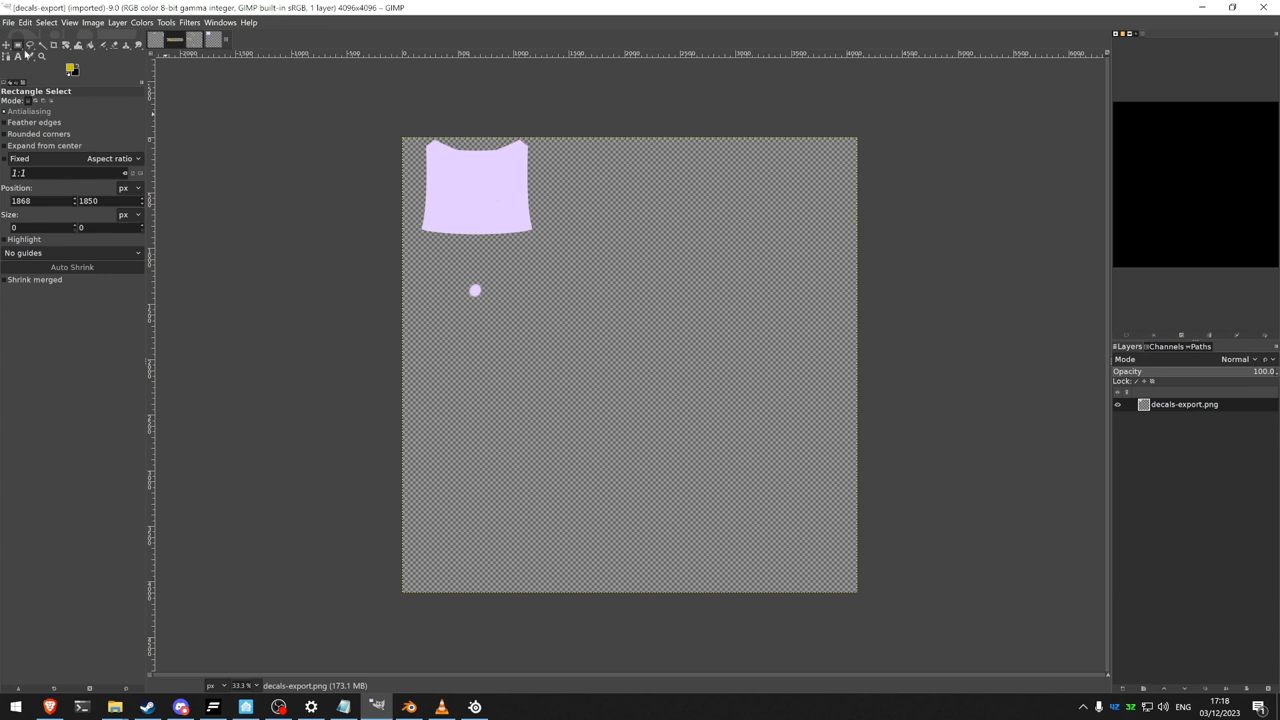 [decals-export] (imported)-9.0 (RGB color 8-bit gamma integer, GIMP built-in sRGB, 1 layer) 4096x4096 – GIMP
File Edit Select View Image Layer Colors Tools Filters Windows Help
Rectangle Select
Mode:
Antialiasing
Feather edges
Rounded corners
Expand from center
Fixed Aspect ratio
1:1
Position: px
1868 1850
Size: px
0 0
Highlight
No guides
Auto Shrink
Shrink merged
Layers Channels Paths
Mode Normal
Opacity 100.0
Lock:
decals-export.png
px 33.3 % decals-export.png (173.1 MB)
ENG 17:18
03/12/2023